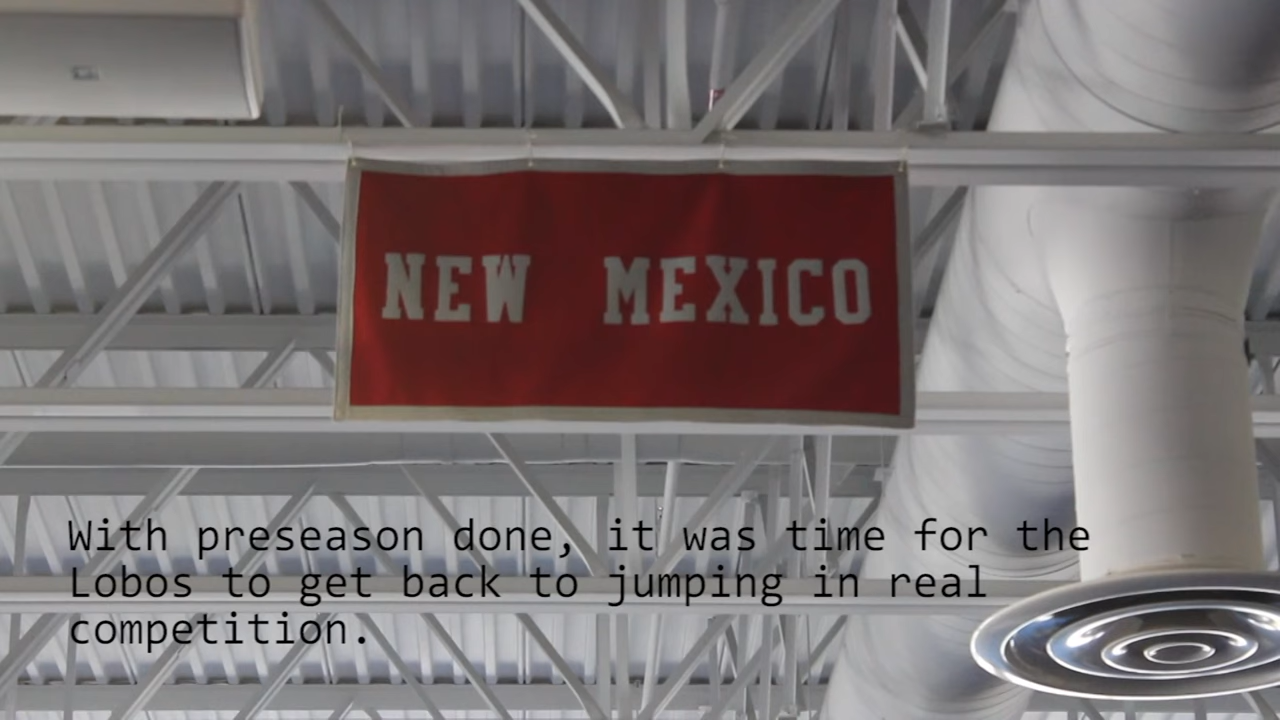 NEW MEXICO
With preseason done, it was time for the
Lobos to get back to jumping in real
competition.